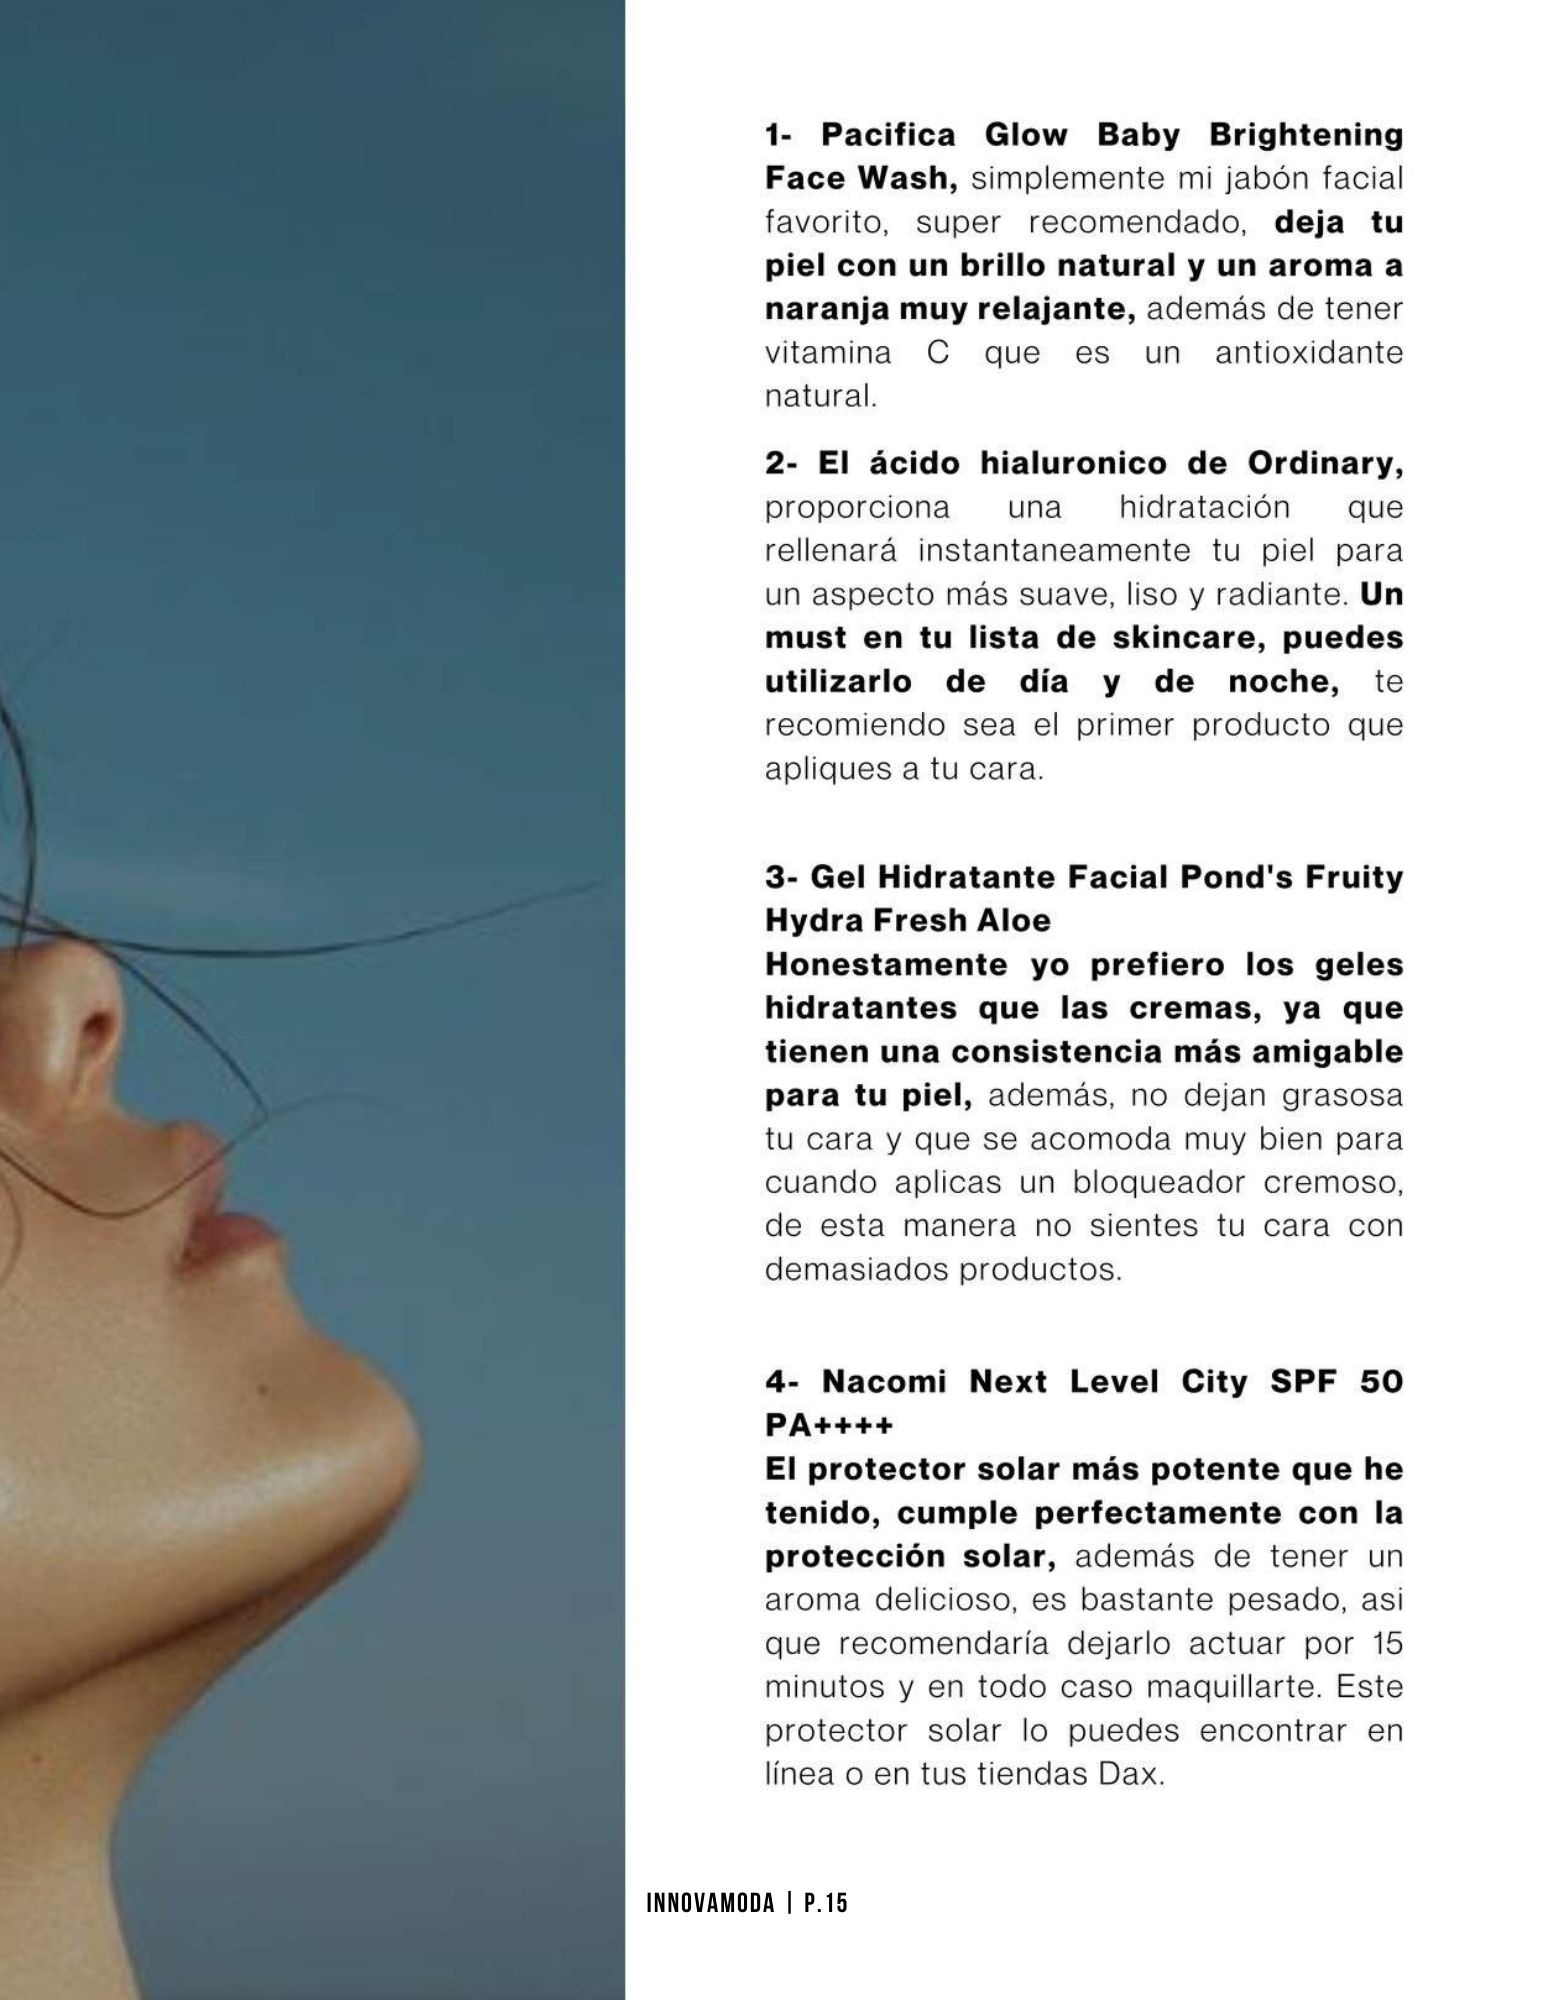 1- Pacifica Glow Baby Brightening
Face Wash, simplemente mi jabón facial
favorito, super recomendado, deja tu
piel con un brillo natural y un aroma a
naranja muy relajante, además de tener
vitamina C que es un antioxidante
natural.
2- El ácido hialuronico de Ordinary,
proporciona una hidratación que
rellenará instantaneamente tu piel para
un aspecto más suave, liso y radiante. Un
must en tu lista de skincare, puedes
utilizarlo de día y de noche, te
recomiendo sea el primer producto que
apliques a tu cara.
3- Gel Hidratante Facial Pond's Fruity
Hydra Fresh Aloe
Honestamente yo prefiero los geles
hidratantes que las cremas, ya que
tienen una consistencia más amigable
para tu piel, además, no dejan grasosa
tu cara y que se acomoda muy bien para
cuando aplicas un bloqueador cremoso,
de esta manera no sientes tu cara con
demasiados productos.
4- Nacomi Next Level City SPF 50
PA++++
El protector solar más potente que he
tenido, cumple perfectamente con la
protección solar, además de tener un
aroma delicioso, es bastante pesado, asi
que recomendaría dejarlo actuar por 15
minutos y en todo caso maquillarte. Este
protector solar lo puedes encontrar en
línea o en tus tiendas Dax.
INNOVAMODA | P.15